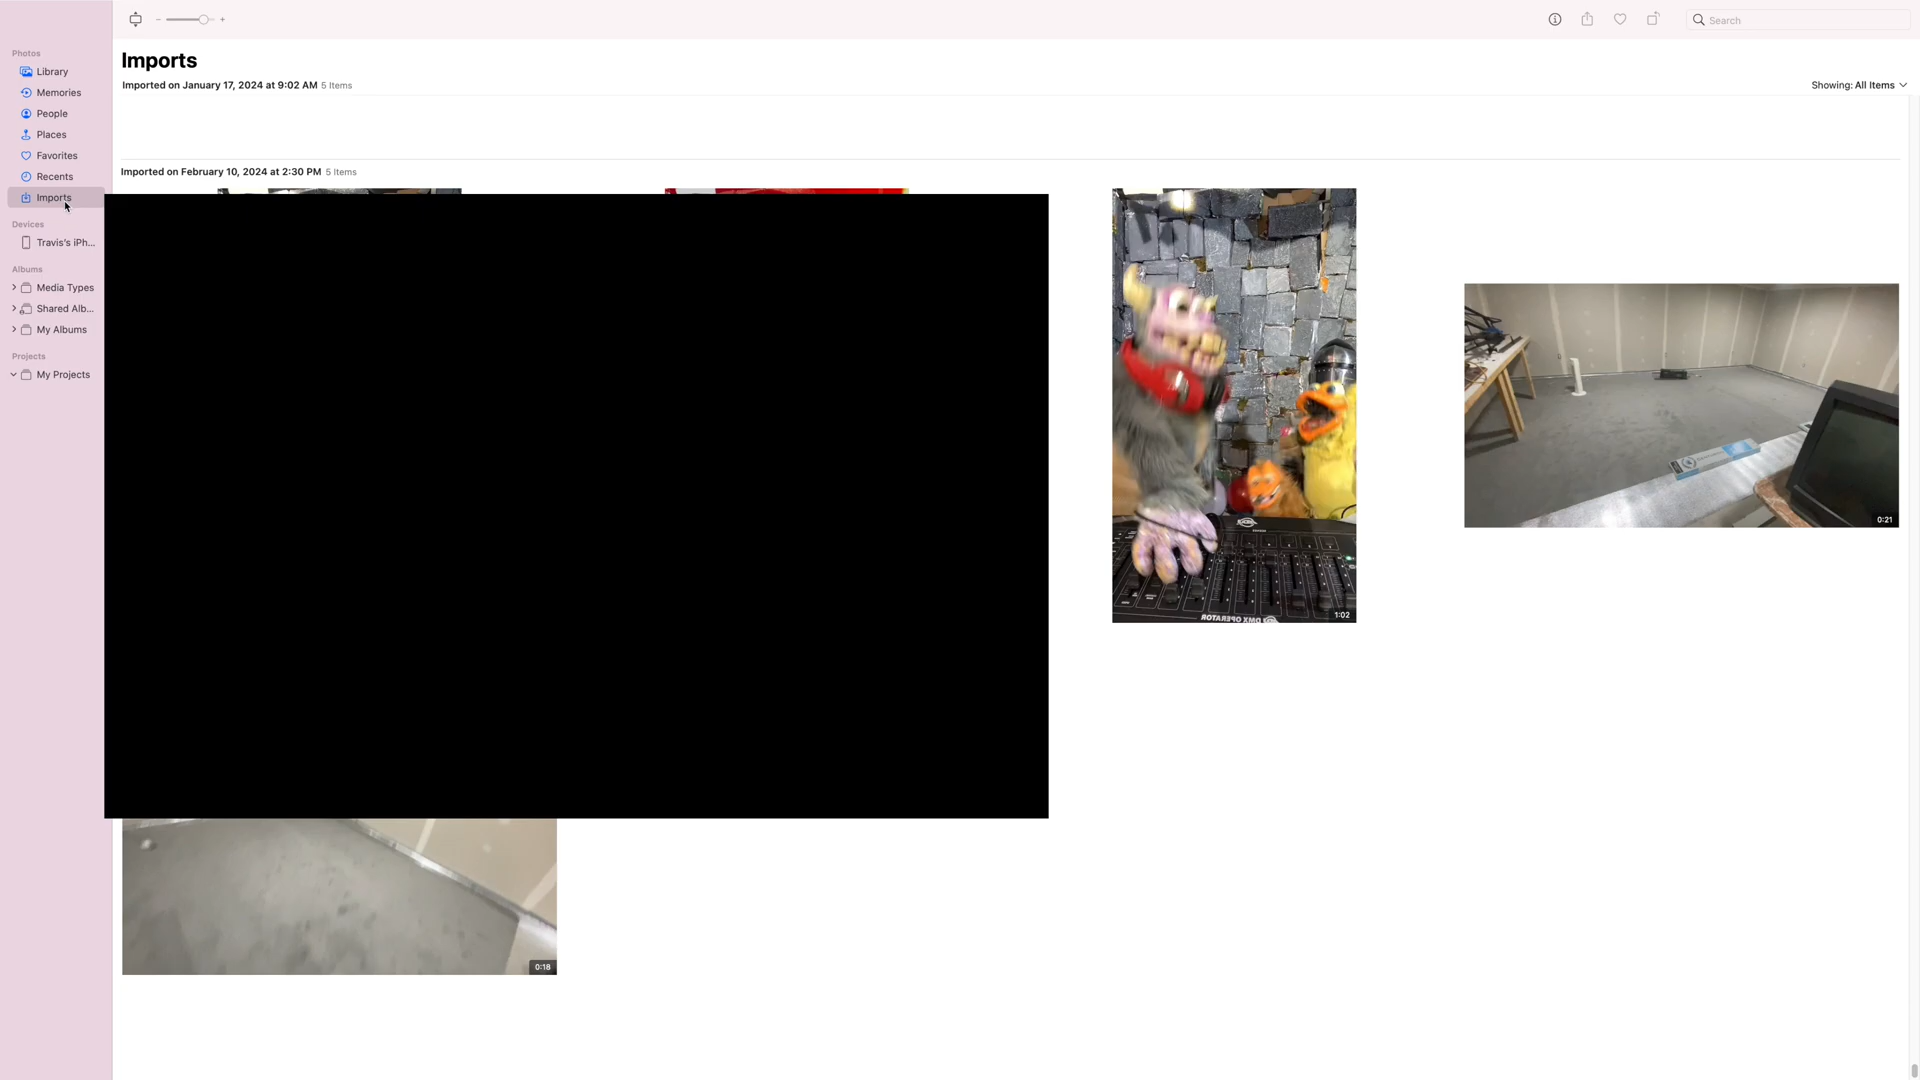 Search
Photos
Library
Memories
People
Places
Favorites
Recents
Imports
Devices
Travis's iPh...
Albums
Media Types
Shared Alb...
My Albums
Projects
My Projects
Imports
Imported on January 17, 2024 at 9:02 AM 5 Items
Showing: All Items
Imported on February 10, 2024 at 2:30 PM 5 Items
1:02
0:21
DMX OPERATOR
0:18